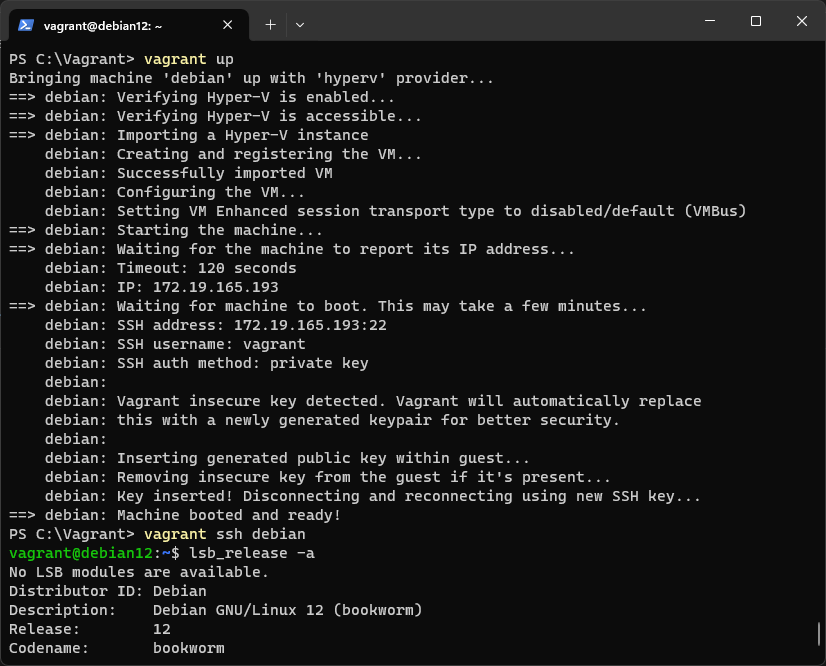 vagrant@debian12: ~
PS C:\Vagrant> vagrant up
Bringing machine 'debian' up with 'hyperv' provider...
==> debian: Verifying Hyper-V is enabled...
==> debian: Verifying Hyper-V is accessible...
==> debian: Importing a Hyper-V instance
    debian: Creating and registering the VM...
    debian: Successfully imported VM
    debian: Configuring the VM...
    debian: Setting VM Enhanced session transport type to disabled/default (VMBus)
==> debian: Starting the machine...
==> debian: Waiting for the machine to report its IP address...
    debian: Timeout: 120 seconds
    debian: IP: 172.19.165.193
==> debian: Waiting for machine to boot. This may take a few minutes...
    debian: SSH address: 172.19.165.193:22
    debian: SSH username: vagrant
    debian: SSH auth method: private key
    debian:
    debian: Vagrant insecure key detected. Vagrant will automatically replace
    debian: this with a newly generated keypair for better security.
    debian:
    debian: Inserting generated public key within guest...
    debian: Removing insecure key from the guest if it's present...
    debian: Key inserted! Disconnecting and reconnecting using new SSH key...
==> debian: Machine booted and ready!
PS C:\Vagrant> vagrant ssh debian
vagrant@debian12:~$ lsb_release -a
No LSB modules are available.
Distributor ID: Debian
Description:    Debian GNU/Linux 12 (bookworm)
Release:        12
Codename:       bookworm